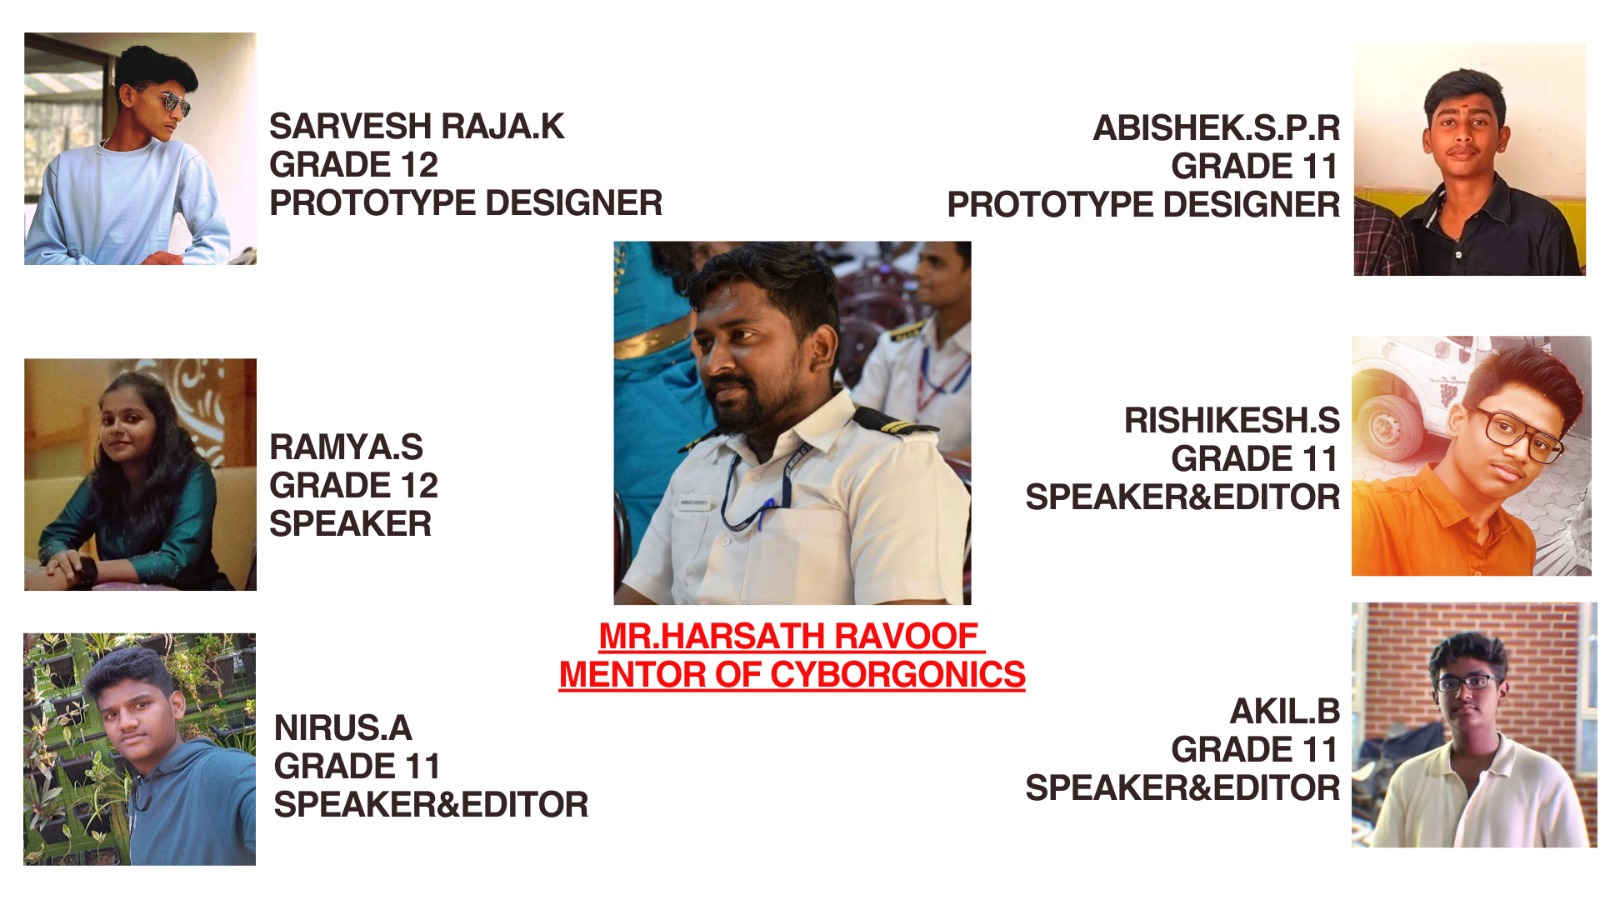 SARVESH RAJA.K
GRADE 12
PROTOTYPE DESIGNER
ABISHEK.S.P.R
GRADE 11
PROTOTYPE DESIGNER
RAMYA.S
GRADE 12
SPEAKER
RISHIKESH.S
GRADE 11
SPEAKER&EDITOR
MR.HARSATH RAVOOF
MENTOR OF CYBORGONICS
NIRUS.A
GRADE 11
SPEAKER&EDITOR
AKIL.B
GRADE 11
SPEAKER&EDITOR